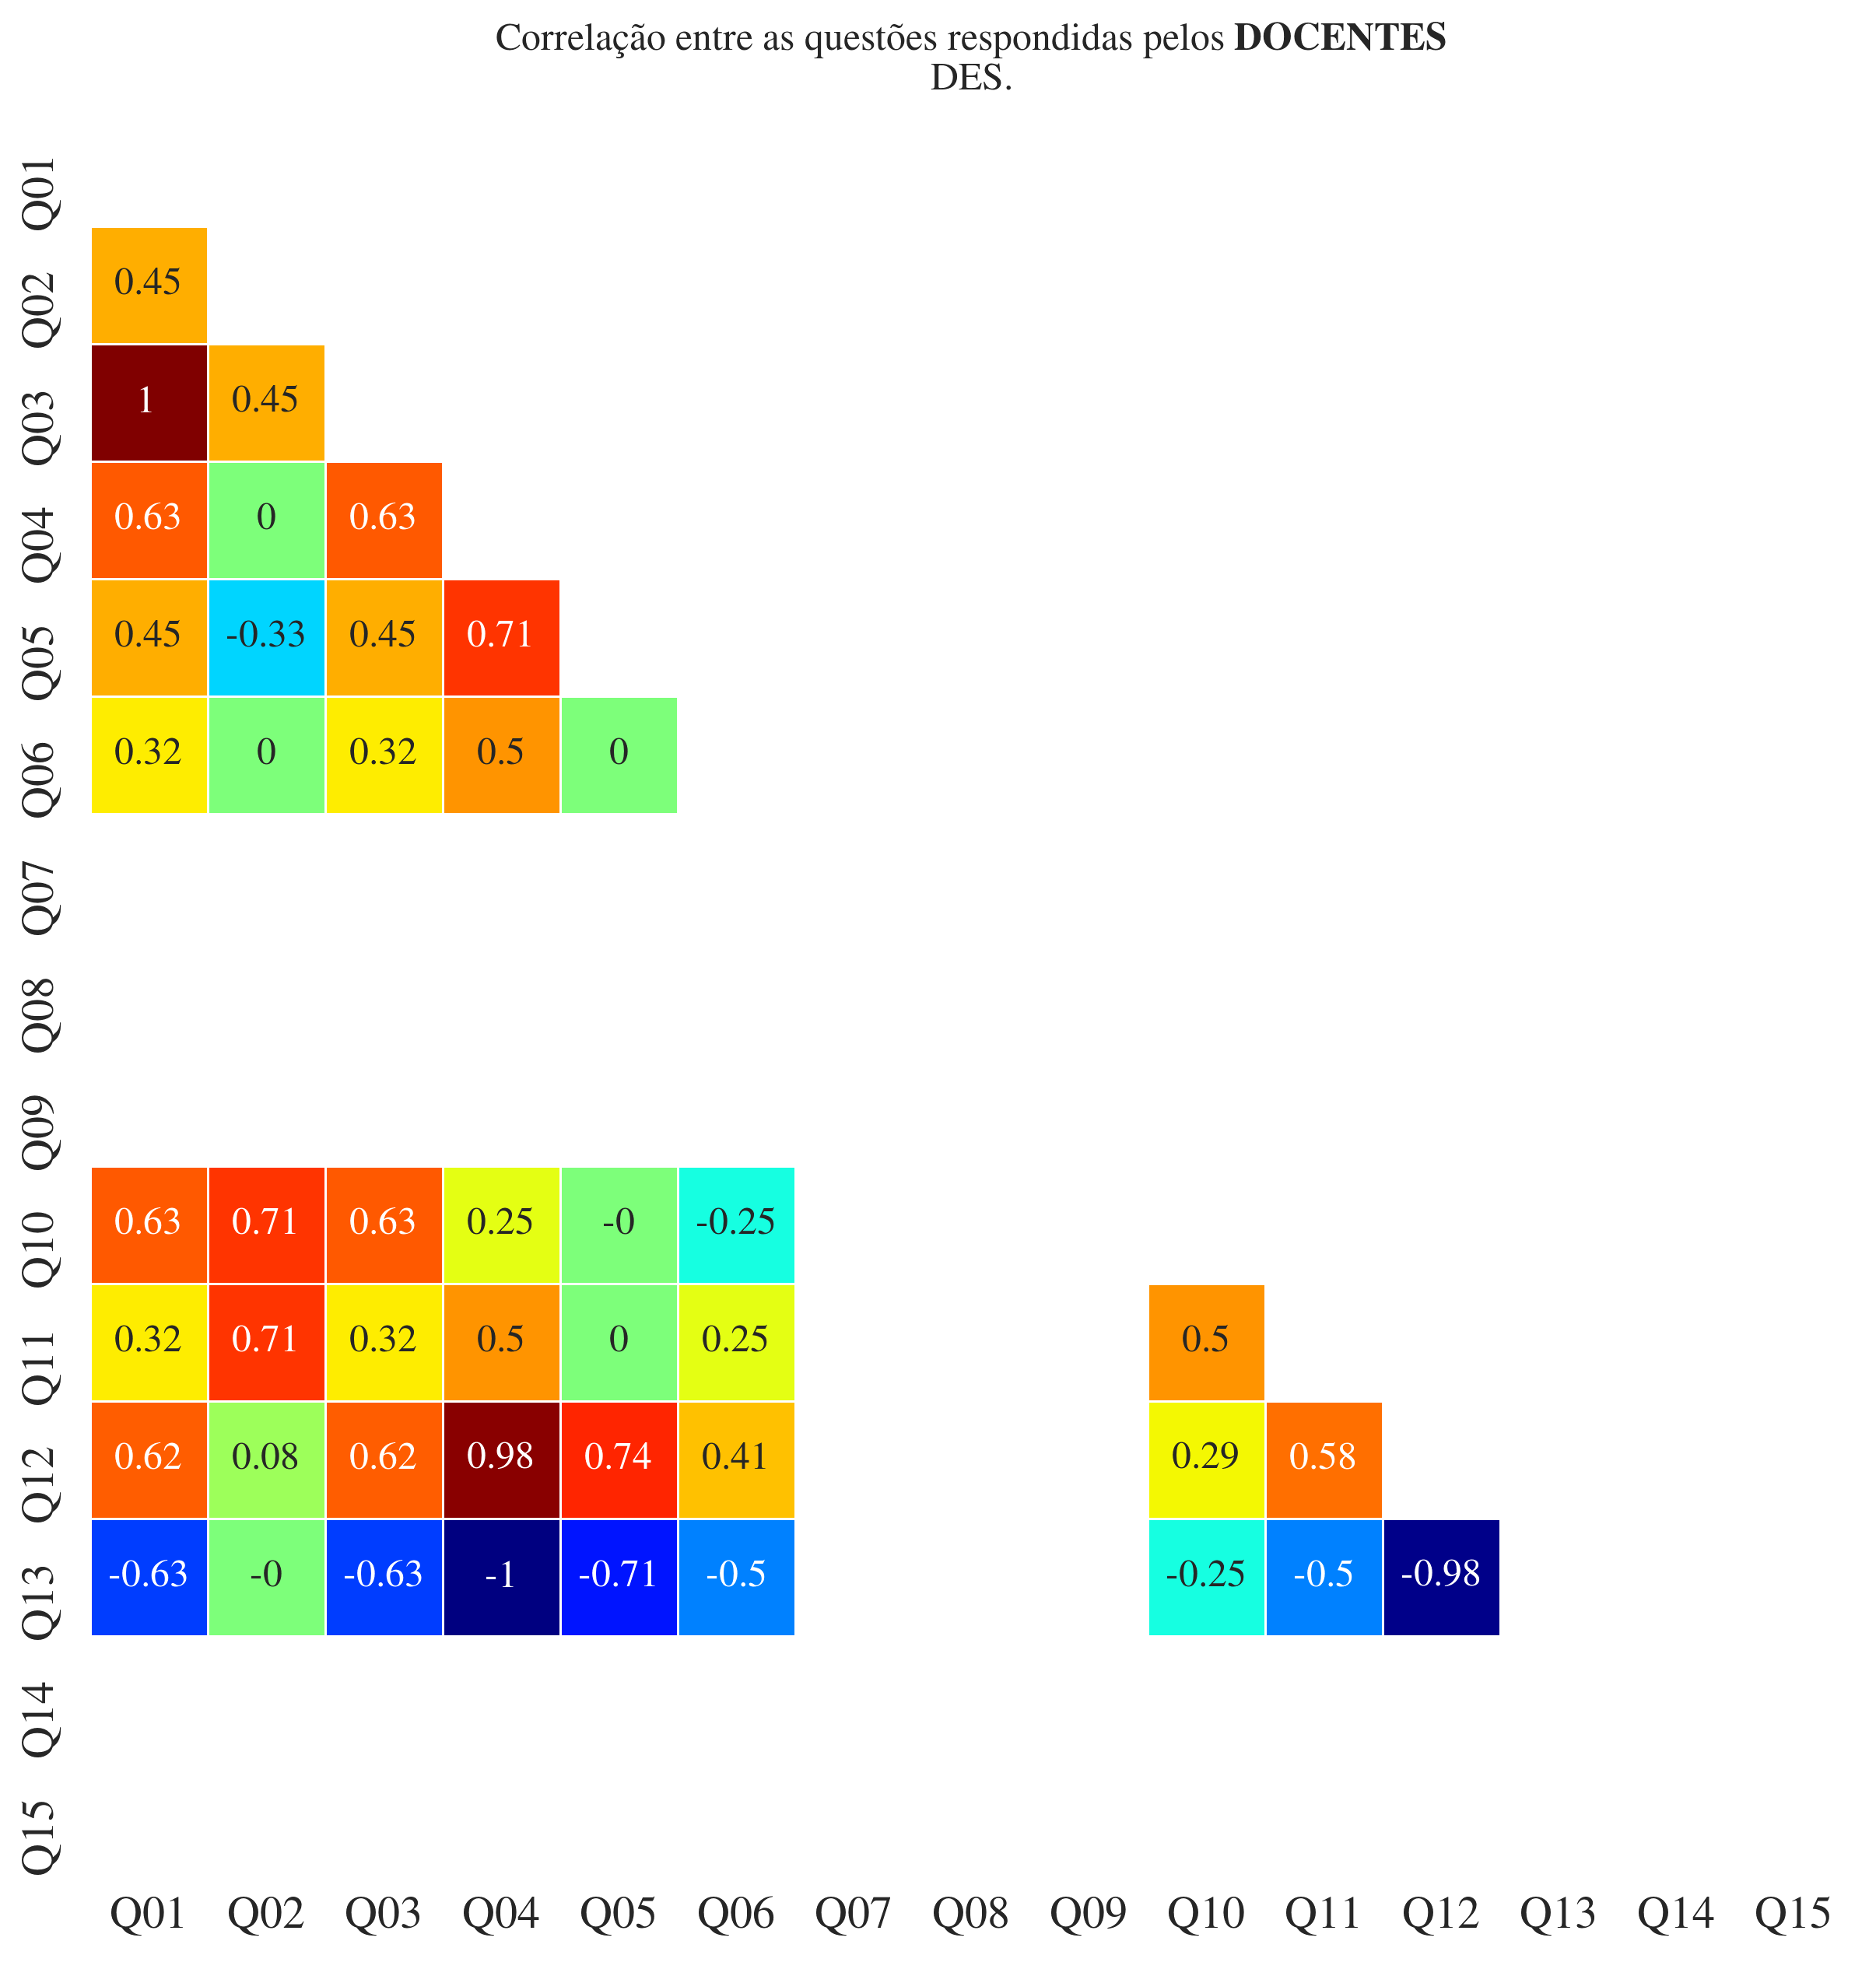 Correlação entre as questões respondidas pelos DOCENTES
DES.
Q01
Q02 0.45
Q03 1 0.45
Q04 0.63 0 0.63
Q05 0.45 -0.33 0.45 0.71
Q06 0.32 0 0.32 0.5 0
Q07
Q08
Q09
Q10 0.63 0.71 0.63 0.25 -0 -0.25
Q11 0.32 0.71 0.32 0.5 0 0.25 0.5
Q12 0.62 0.08 0.62 0.98 0.74 0.41 0.29 0.58
Q13 -0.63 -0 -0.63 -1 -0.71 -0.5 -0.25 -0.5 -0.98
Q14
Q15
Q01 Q02 Q03 Q04 Q05 Q06 Q07 Q08 Q09 Q10 Q11 Q12 Q13 Q14 Q15